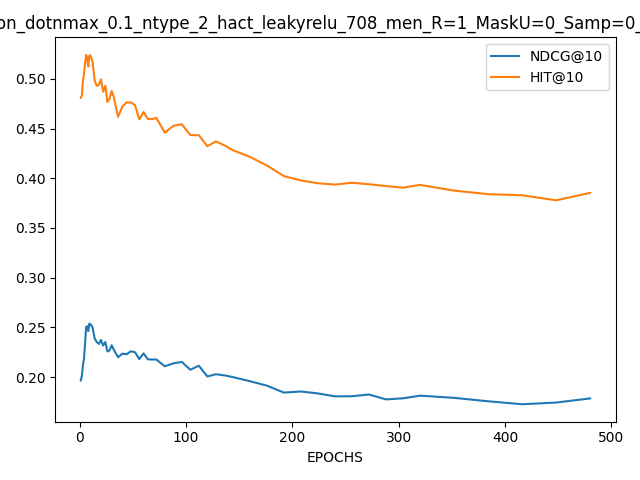 on_dotnmax_0.1_ntype_2_hact_leakyrelu_708_men_R=1_MaskU=0_Samp=0_
NDCG@10
HIT@10
0.50
0.45
0.40
0.35
0.30
0.25
0.20
0 100 200 300 400 500
EPOCHS